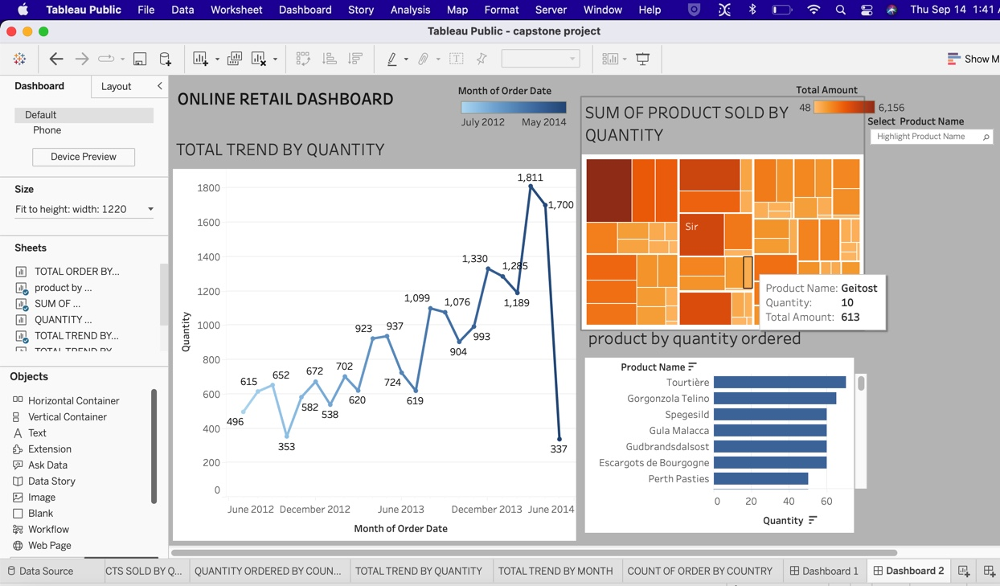 Tableau Public File Data Worksheet Dashboard Story Analysis Map Format Server Window Help Thu Sep 14 1:41
Tableau Public - capstone project
T Show M
Dashboard Layout
Default
Phone
Device Preview
Size
Fit to height: width: 1220
Sheets
TOTAL ORDER BY...
product by ...
SUM OF ...
QUANTITY ...
TOTAL TREND BY...
TOTAL TREND BY
Objects
Horizontal Container
Vertical Container
A Text
Extension
Ask Data
Data Story
Image
Blank
Workflow
Web Page
ONLINE RETAIL DASHBOARD
Month of Order Date
July 2012 May 2014
TOTAL TREND BY QUANTITY
1800
1600
1400
1200
1000
800
600
400
200
0
Quantity
496
615
652
353
582
672
538
702
620
923
937
724
619
1,099
1,076
904
993
1,330
1,285
1,189
1,811
1,700
337
June 2012 December 2012 June 2013 December 2013 June 2014
Month of Order Date
SUM OF PRODUCT SOLD BY
QUANTITY
Total Amount
48 6,156
Select Product Name
Highlight Product Name
Sir
Product Name: Geitost
Quantity: 10
Total Amount: 613
product by quantity ordered
Product Name
Tourtière
Gorgonzola Telino
Spegesild
Gula Malacca
Gudbrandsdalsost
Escargots de Bourgogne
Perth Pasties
0 20 40 60
Quantity
Data Source CTS SOLD BY Q... QUANTITY ORDERED BY COUN... TOTAL TREND BY QUANTITY TOTAL TREND BY MONTH COUNT OF ORDER BY COUNTRY Dashboard 1 Dashboard 2